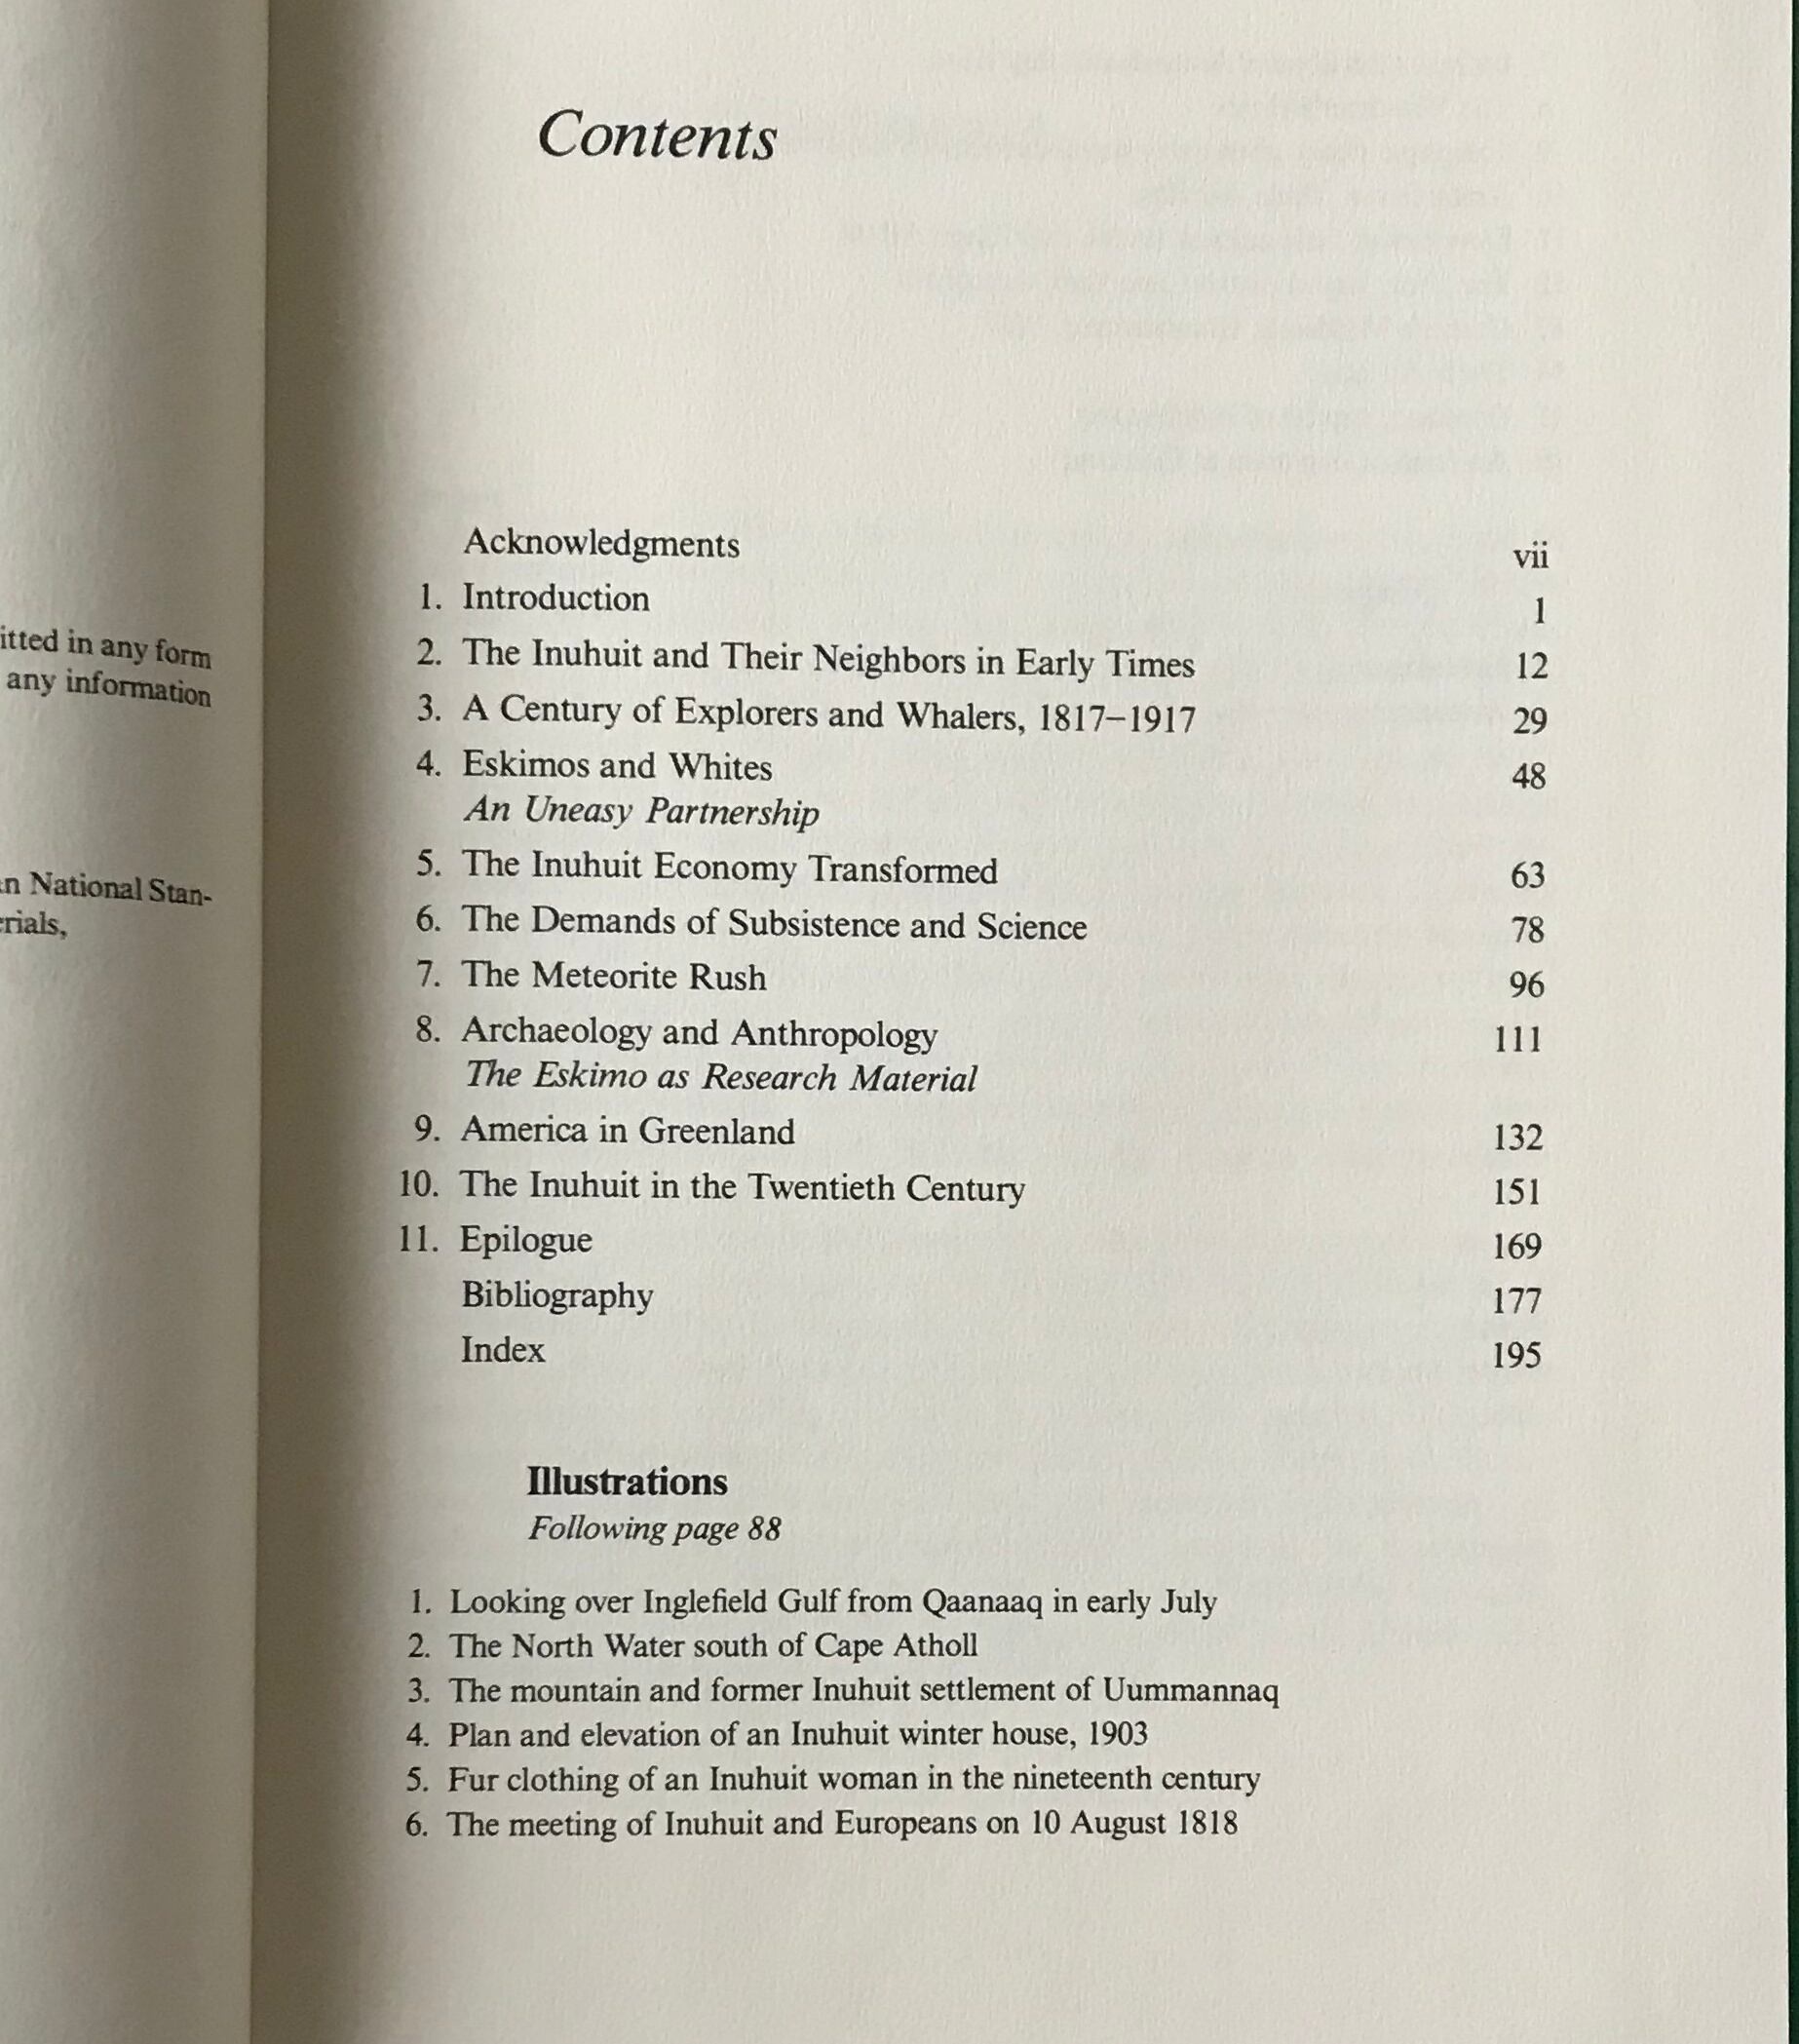 itted in any form
any information
n National Stan-
rials,
Contents
Acknowledgments vii
1. Introduction 1
2. The Inuhuit and Their Neighbors in Early Times 12
3. A Century of Explorers and Whalers, 1817–1917 29
4. Eskimos and Whites 48
An Uneasy Partnership
5. The Inuhuit Economy Transformed 63
6. The Demands of Subsistence and Science 78
7. The Meteorite Rush 96
8. Archaeology and Anthropology 111
The Eskimo as Research Material
9. America in Greenland 132
10. The Inuhuit in the Twentieth Century 151
11. Epilogue 169
Bibliography 177
Index 195
Illustrations
Following page 88
1. Looking over Inglefield Gulf from Qaanaaq in early July
2. The North Water south of Cape Atholl
3. The mountain and former Inuhuit settlement of Uummannaq
4. Plan and elevation of an Inuhuit winter house, 1903
5. Fur clothing of an Inuhuit woman in the nineteenth century
6. The meeting of Inuhuit and Europeans on 10 August 1818